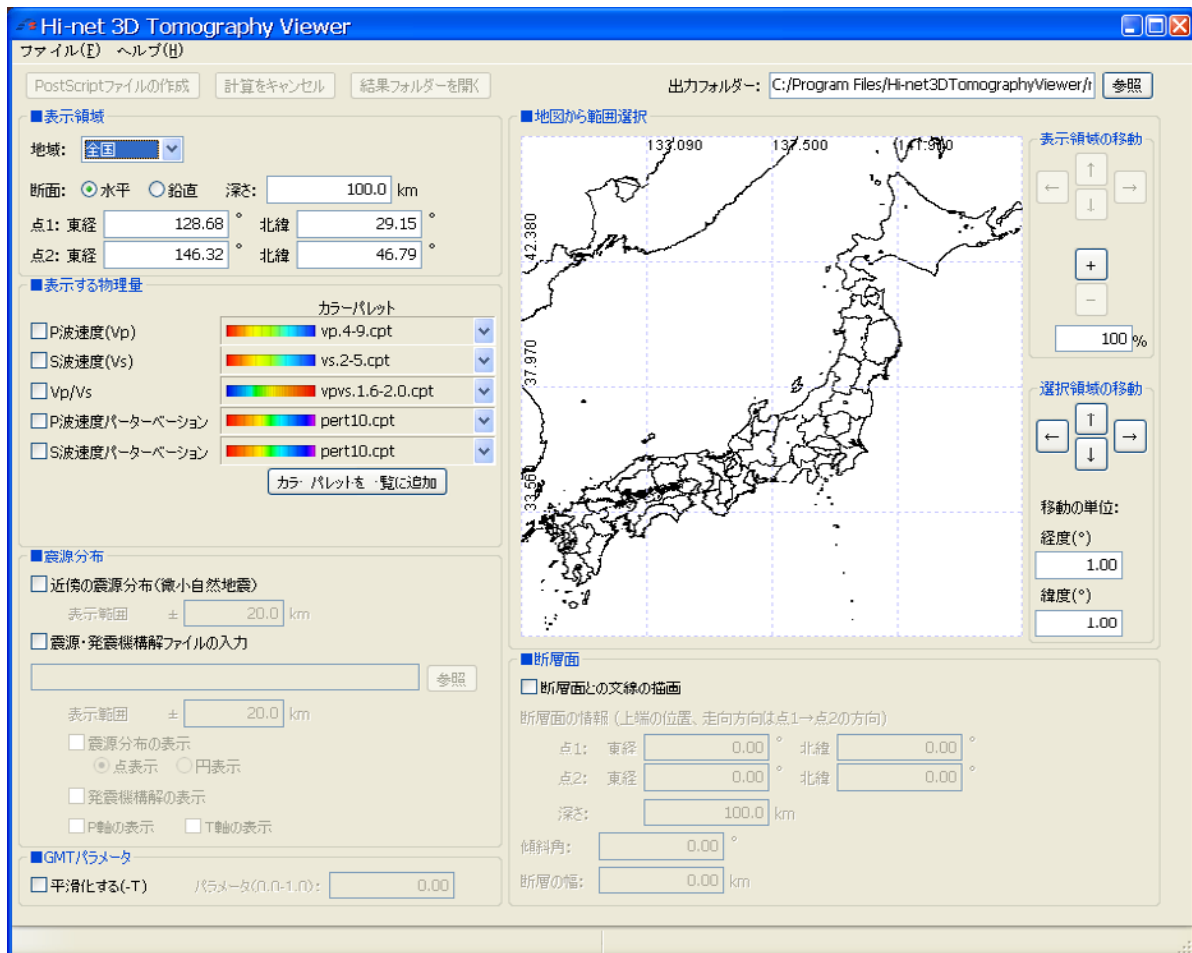 Hi-net 3D Tomography Viewer
ファイル(F) ヘルプ(H)
PostScriptファイルの作成 計算をキャンセル 結果フォルダーを開く 出力フォルダー: C:/Program Files/Hi-net3DTomographyViewer/r 参照
■表示領域
地域: 全国
断面: 水平 鉛直 深さ: 100.0 km
点1: 東経 128.68 ° 北緯 29.15 °
点2: 東経 146.32 ° 北緯 46.79 °
■表示する物理量
カラーパレット
P波速度(Vp) vp.4-9.cpt
S波速度(Vs) vs.2-5.cpt
Vp/Vs vpvs.1.6-2.0.cpt
P波速度パーターベーション pert10.cpt
S波速度パーターベーション pert10.cpt
カラーパレットを一覧に追加
■震源分布
近傍の震源分布(微小自然地震)
表示範囲 ± 20.0 km
震源・発震機構解ファイルの入力
参照
表示範囲 ± 20.0 km
震源分布の表示
点表示 円表示
発震機構解の表示
P軸の表示 T軸の表示
■GMTパラメータ
平滑化する(-T) パラメータ(0.0-1.0): 0.00
■地図から範囲選択
133.090 137.500 141.910
42.380
37.970
33.560
表示領域の移動
↑
← →
↓
+
-
100 %
選択領域の移動
↑
← →
↓
移動の単位:
経度(°)
1.00
緯度(°)
1.00
■断層面
断層面との交線の描画
断層面の情報 (上端の位置、走向方向は点1→点2の方向)
点1: 東経 0.00 ° 北緯 0.00 °
点2: 東経 0.00 ° 北緯 0.00 °
深さ: 100.0 km
傾斜角: 0.00 °
断層の幅: 0.00 km